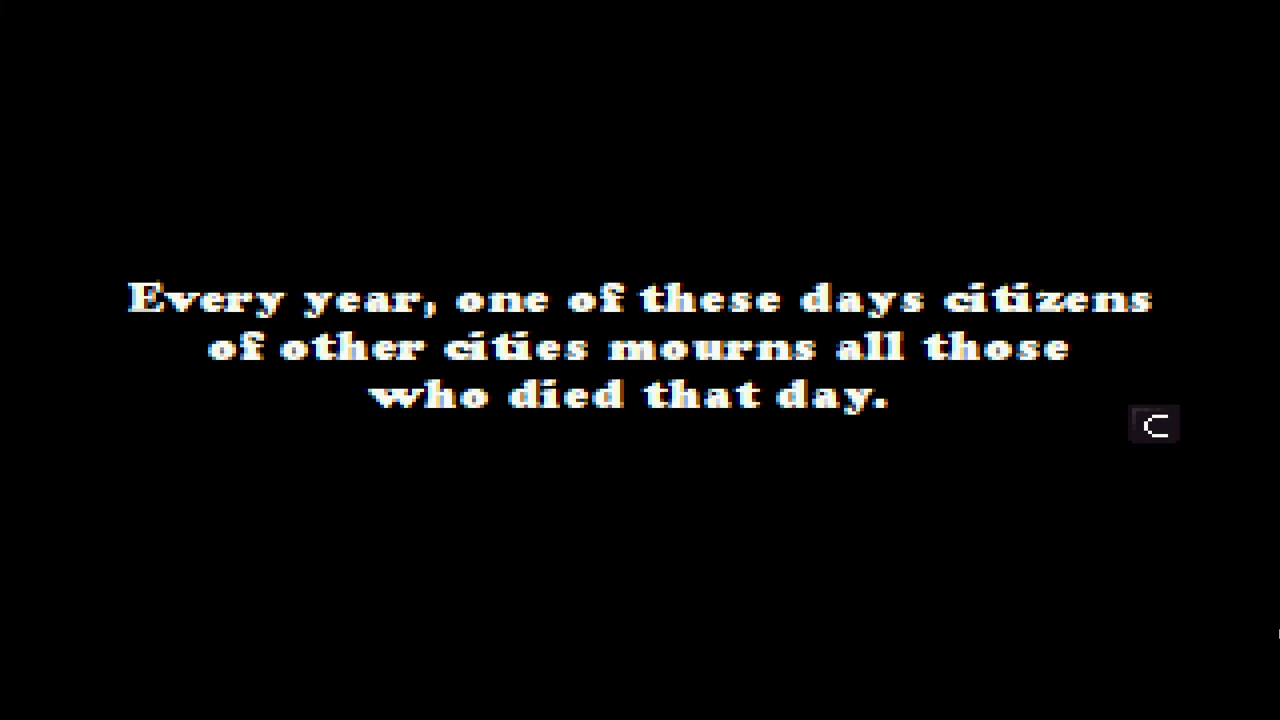 Every year, one of these days citizens
of other cities mourns all those
who died that day.
C